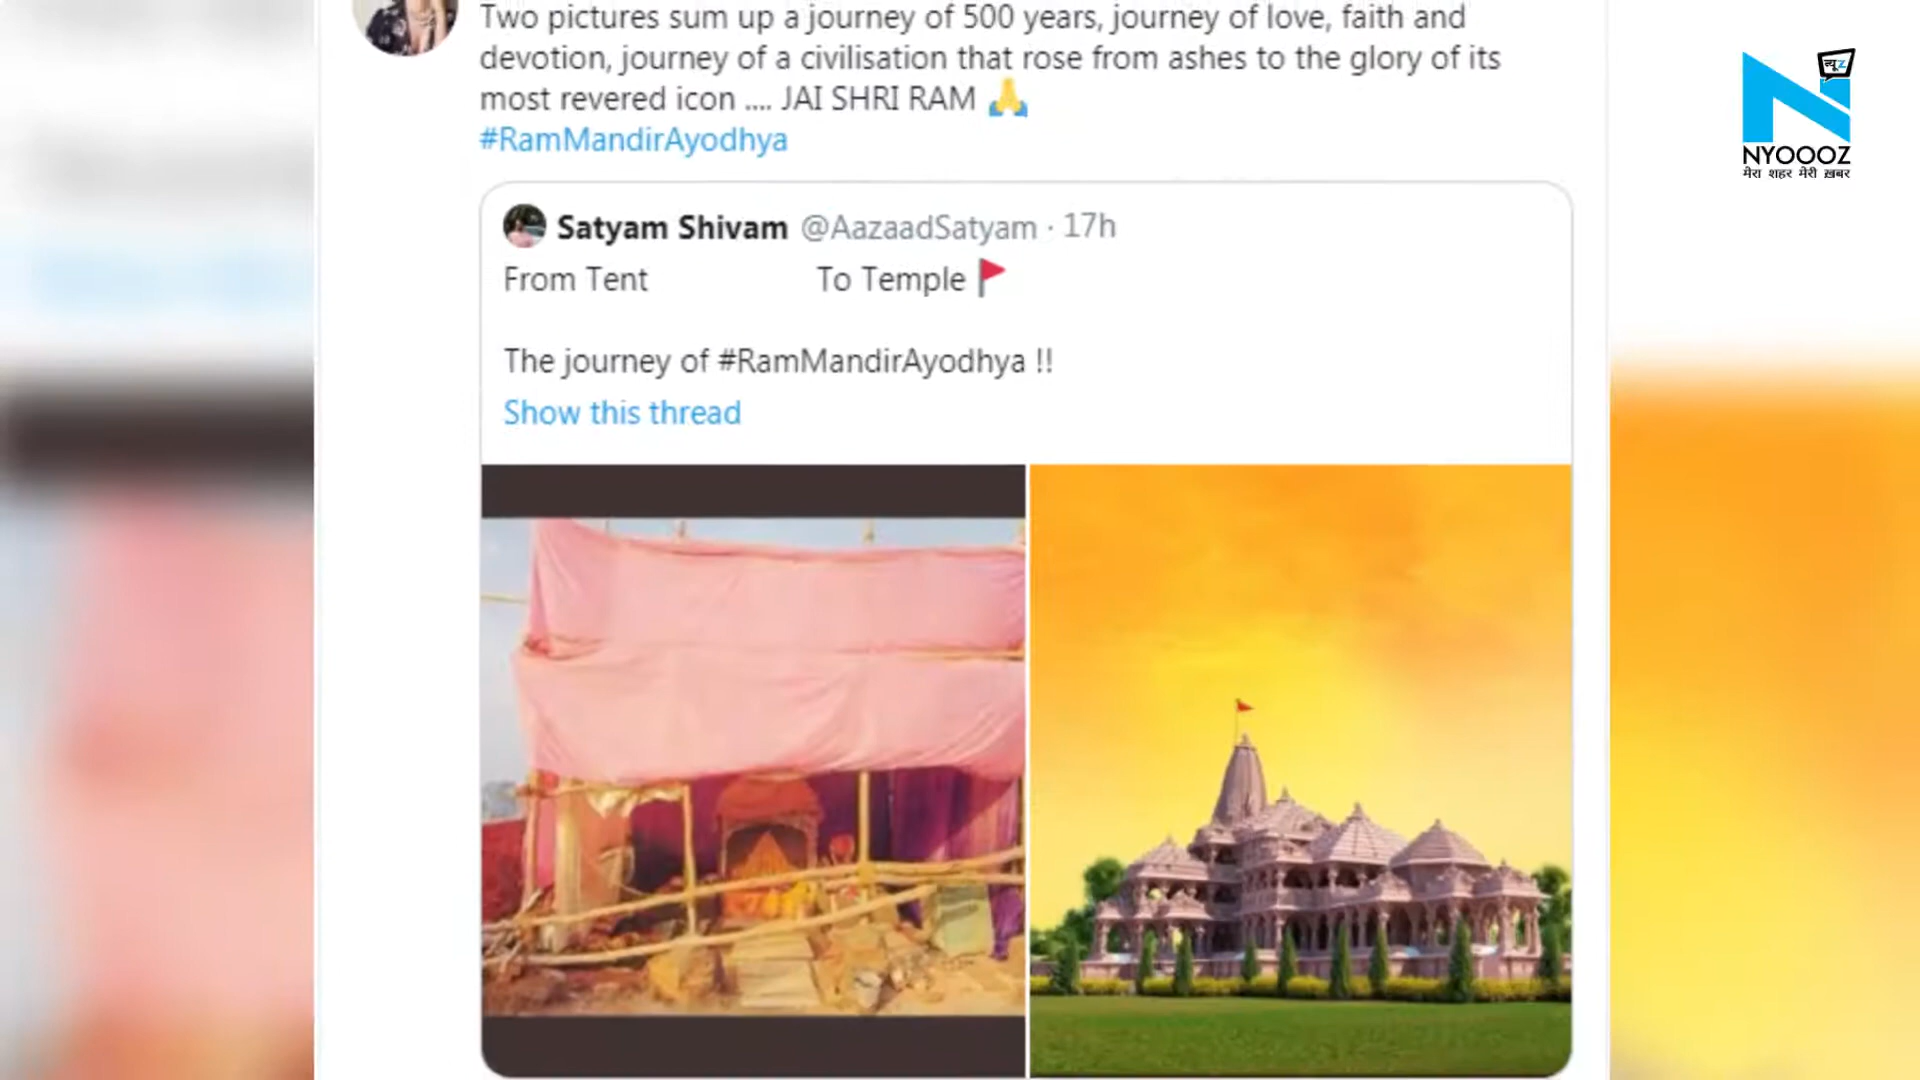 Two pictures sum up a journey of 500 years, journey of love, faith and
devotion, journey of a civilisation that rose from ashes to the glory of its
most revered icon .... JAI SHRI RAM 🙏
#RamMandirAyodhya
Satyam Shivam @AazaadSatyam · 17h
From Tent To Temple 🚩
The journey of #RamMandirAyodhya !!
Show this thread
न्यूz
NYOOOZ
मेरा शहर मेरी ख़बर